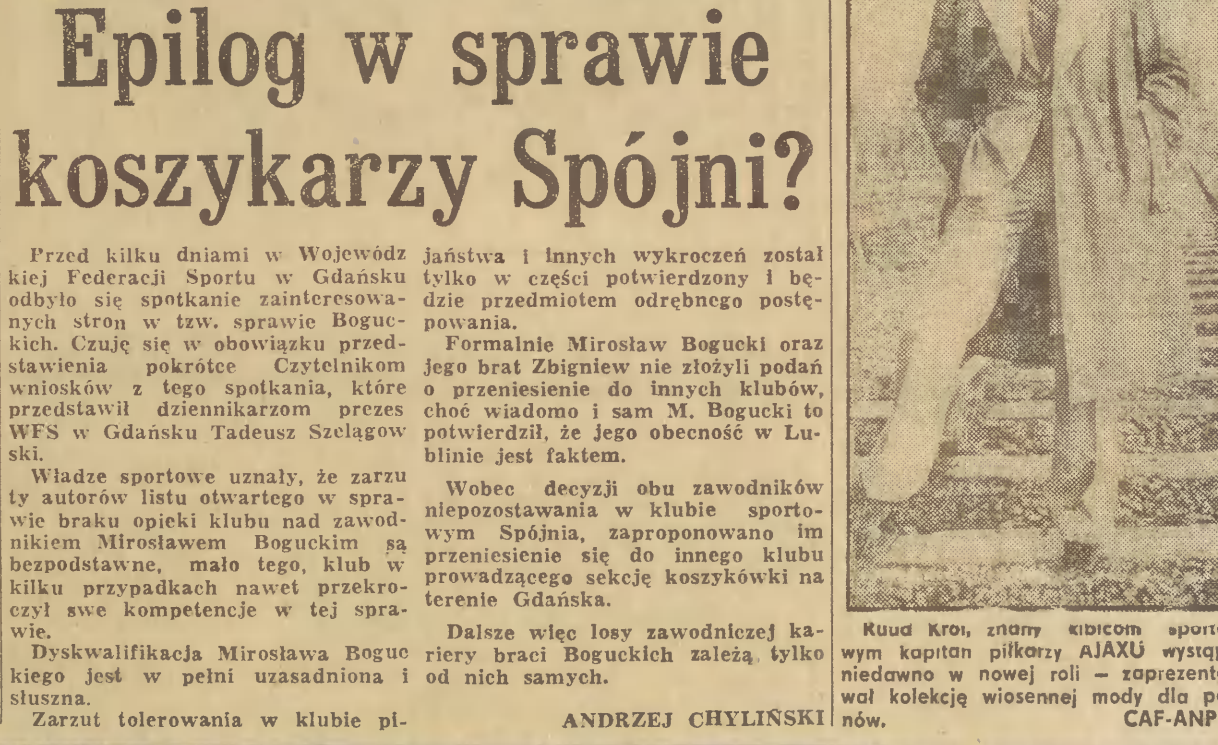 Epilog w sprawie
koszykarzy Spójni?
Przed kilku dniami w Wojewódz
kiej Federacji Sportu w Gdańsku
odbyło się spotkanie zainteresowa-
nych stron w tzw. sprawie Boguc-
kich. Czuję się w obowiązku przed-
stawienia pokrótce Czytelnikom
wniosków z tego spotkania, które
przedstawił dziennikarzom prezes
WFS w Gdańsku Tadeusz Szelągow
ski.
Władze sportowe uznały, że zarzu
ty autorów listu otwartego w spra-
wie braku opieki klubu nad zawod-
nikiem Mirosławem Boguckim są
bezpodstawne, mało tego, klub w
kilku przypadkach nawet przekro-
czył swe kompetencje w tej spra-
wie.
Dyskwalifikacja Mirosława Boguc
kiego jest w pełni uzasadniona i
słuszna.
Zarzut tolerowania w klubie pi-
jaństwa i innych wykroczeń został
tylko w części potwierdzony i bę-
dzie przedmiotem odrębnego postę-
powania.
Formalnie Mirosław Bogucki oraz
jego brat Zbigniew nie złożyli podań
o przeniesienie do innych klubów,
choć wiadomo i sam M. Bogucki to
potwierdził, że jego obecność w Lu-
blinie jest faktem.
Wobec decyzji obu zawodników
niepozostawania w klubie sporto-
wym Spójnia, zaproponowano im
przeniesienie się do innego klubu
prowadzącego sekcję koszykówki na
terenie Gdańska.
Dalsze więc losy zawodniczej ka-
riery braci Boguckich zależą tylko
od nich samych.
ANDRZEJ CHYLIŃSKI
Ruud Krol, znany kibicom sport
wym kapitan piłkarzy AJAXU wystąp
niedawno w nowej roli — zaprezento
wał kolekcję wiosennej mody dla p
nów.
CAF-ANP